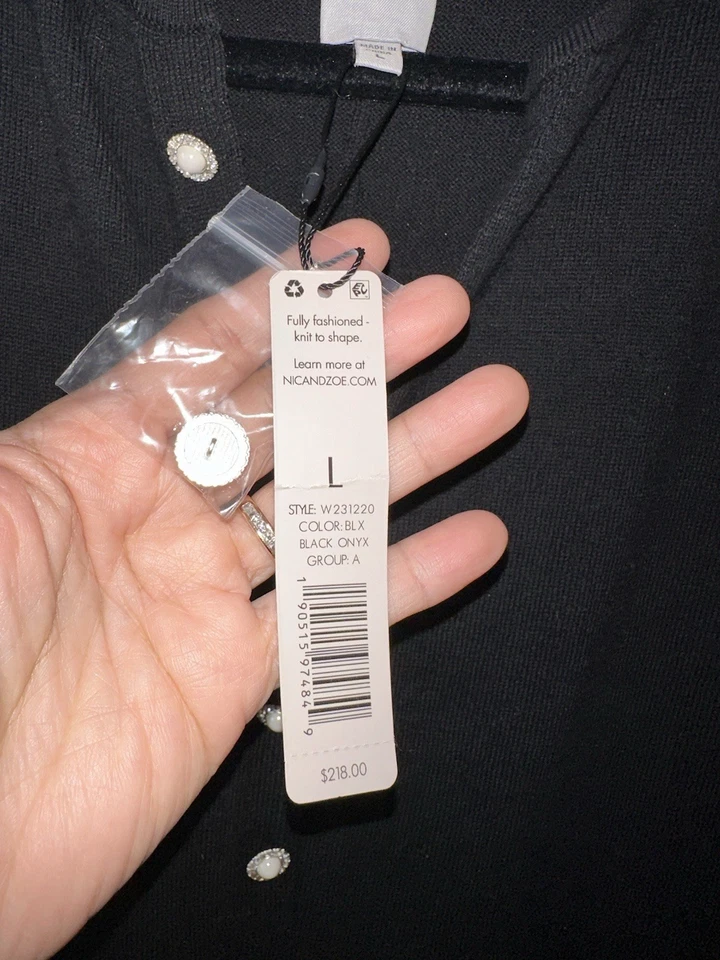 MADE IN
L
Fully fashioned -
knit to shape.
Learn more at
NICANDZOE.COM
L
STYLE: W231220
COLOR: BLX
BLACK ONYX
GROUP: A
1 90515 97484 9
$218.00